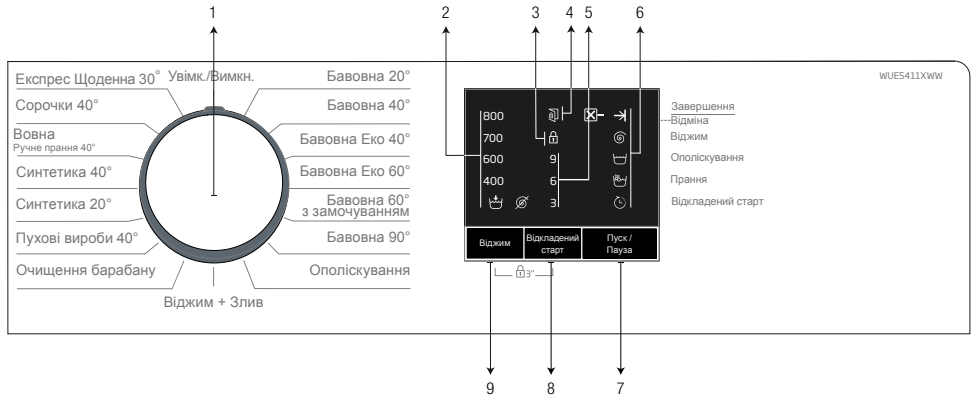 1
2
3
4
5
6
WUE5411XWW
Експрес Щоденна 30°
Увімк./Вимкн.
Бавовна 20°
Сорочки 40°
Бавовна 40°
Вовна
Ручне прання 40°
Бавовна Еко 40°
Синтетика 40°
Бавовна Еко 60°
Синтетика 20°
Бавовна 60°
з замочуванням
Пухові вироби 40°
Бавовна 90°
Очищення барабану
Ополіскування
Віджим + Злив
800
700
600
9
400
6
3
Завершення
Відміна
Віджим
Ополіскування
Прання
Відкладений старт
Віджим
Відкладений
старт
Пуск /
Пауза
3"
9
8
7